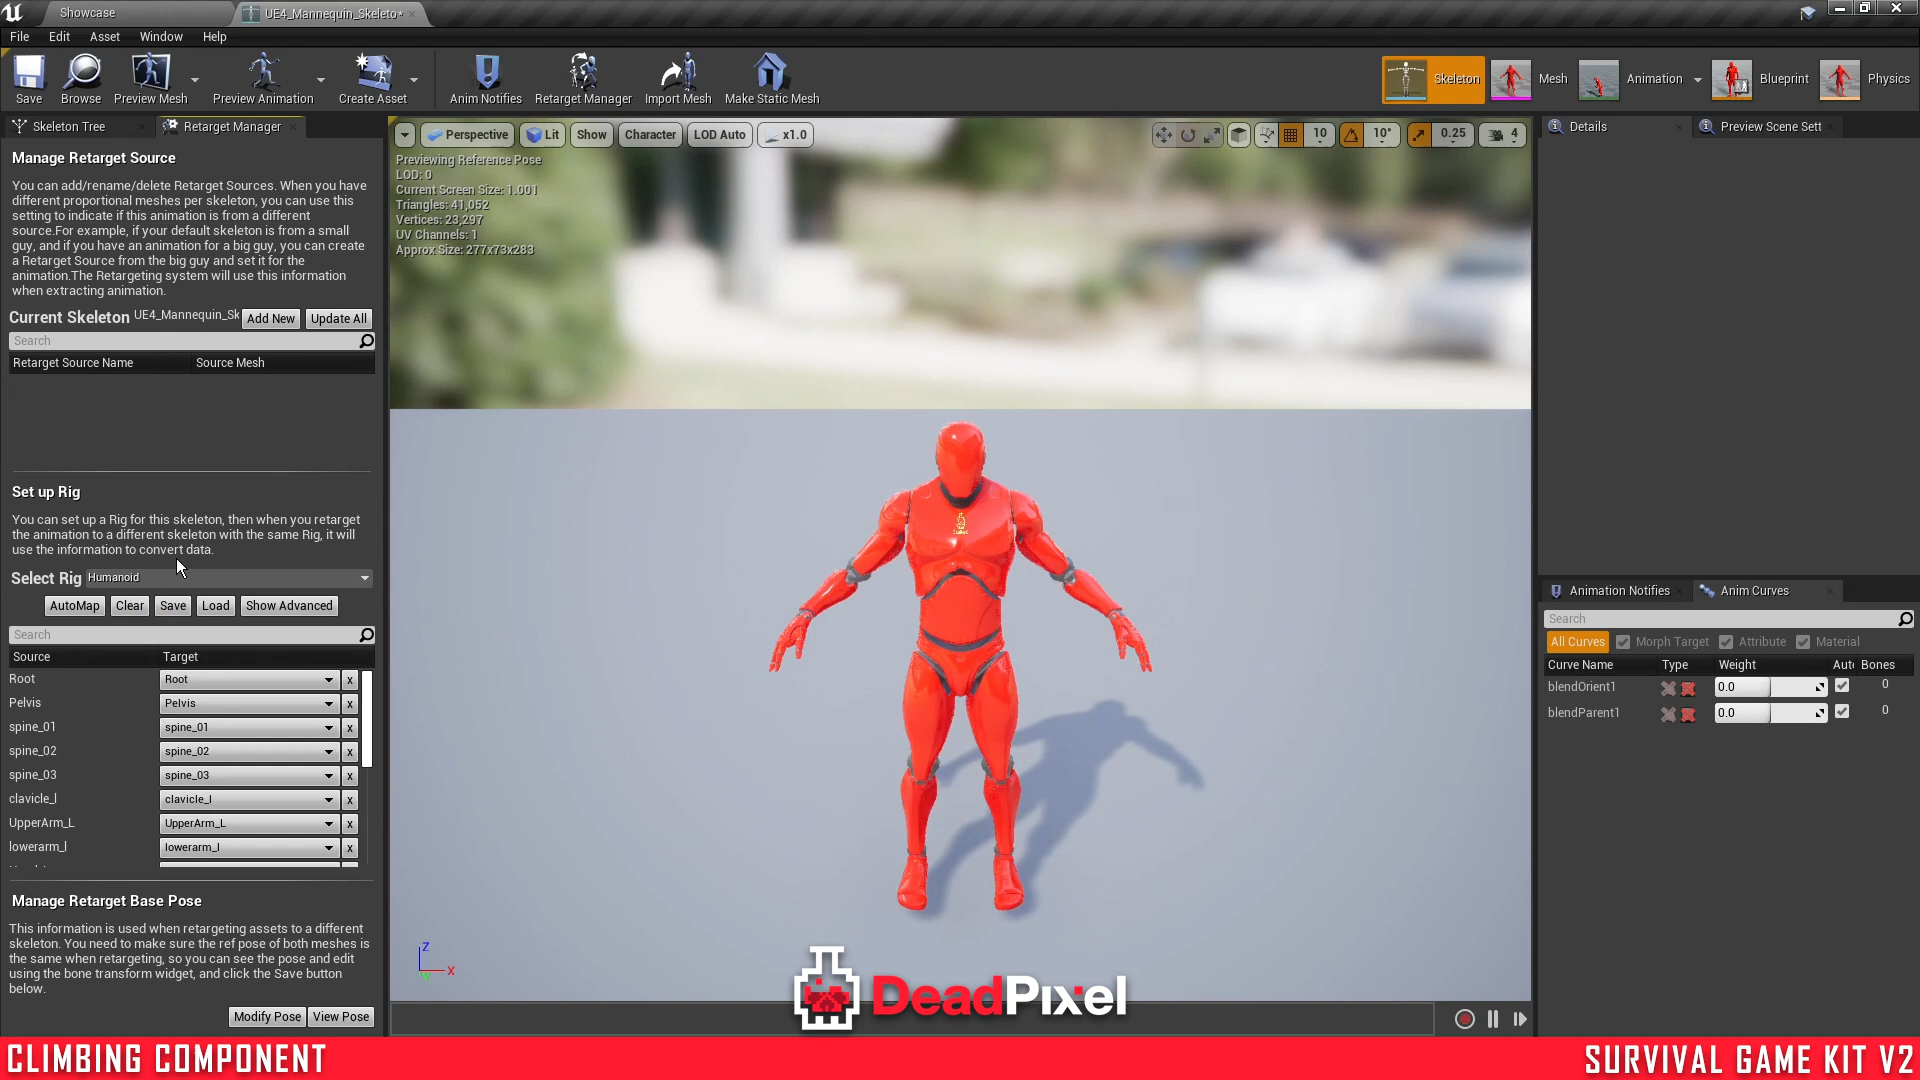 Showcase
UE4_Mannequin_Skeleto*
File Edit Asset Window Help
Save Browse Preview Mesh Preview Animation Create Asset Anim Notifies Retarget Manager Import Mesh Make Static Mesh
Skeleton Mesh Animation Blueprint Physics
Skeleton Tree Retarget Manager
Manage Retarget Source
You can add/rename/delete Retarget Sources. When you have
different proportional meshes per skeleton, you can use this
setting to indicate if this animation is from a different
source.For example, if your default skeleton is from a small
guy, and if you have an animation for a big guy, you can create
a Retarget Source from the big guy and set it for the
animation.The Retargeting system will use this information
when extracting animation.
Current Skeleton UE4_Mannequin_Sk Add New Update All
Search
Retarget Source Name Source Mesh
Set up Rig
You can set up a Rig for this skeleton, then when you retarget
the animation to a different skeleton with the same Rig, it will
use the information to convert data.
Select Rig Humanoid
AutoMap Clear Save Load Show Advanced
Search
Source Target
Root Root x
Pelvis Pelvis x
spine_01 spine_01 x
spine_02 spine_02 x
spine_03 spine_03 x
clavicle_l clavicle_l x
UpperArm_L UpperArm_L x
lowerarm_l lowerarm_l x
Manage Retarget Base Pose
This information is used when retargeting assets to a different
skeleton. You need to make sure the ref pose of both meshes is
the same when retargeting, so you can see the pose and edit
using the bone transform widget, and click the Save button
below.
Modify Pose View Pose
Perspective Lit Show Character LOD Auto x1.0
10 10° 0.25 4
Previewing Reference Pose
LOD: 0
Current Screen Size: 1.001
Triangles: 41,052
Vertices: 23,297
UV Channels: 1
Approx Size: 277x73x283
Z
X
Y
DeadPixel
Details Preview Scene Sett
Animation Notifies Anim Curves
Search
All Curves Morph Target Attribute Material
Curve Name Type Weight Aut Bones
blendOrient1 0.0 0
blendParent1 0.0 0
CLIMBING COMPONENT
SURVIVAL GAME KIT V2